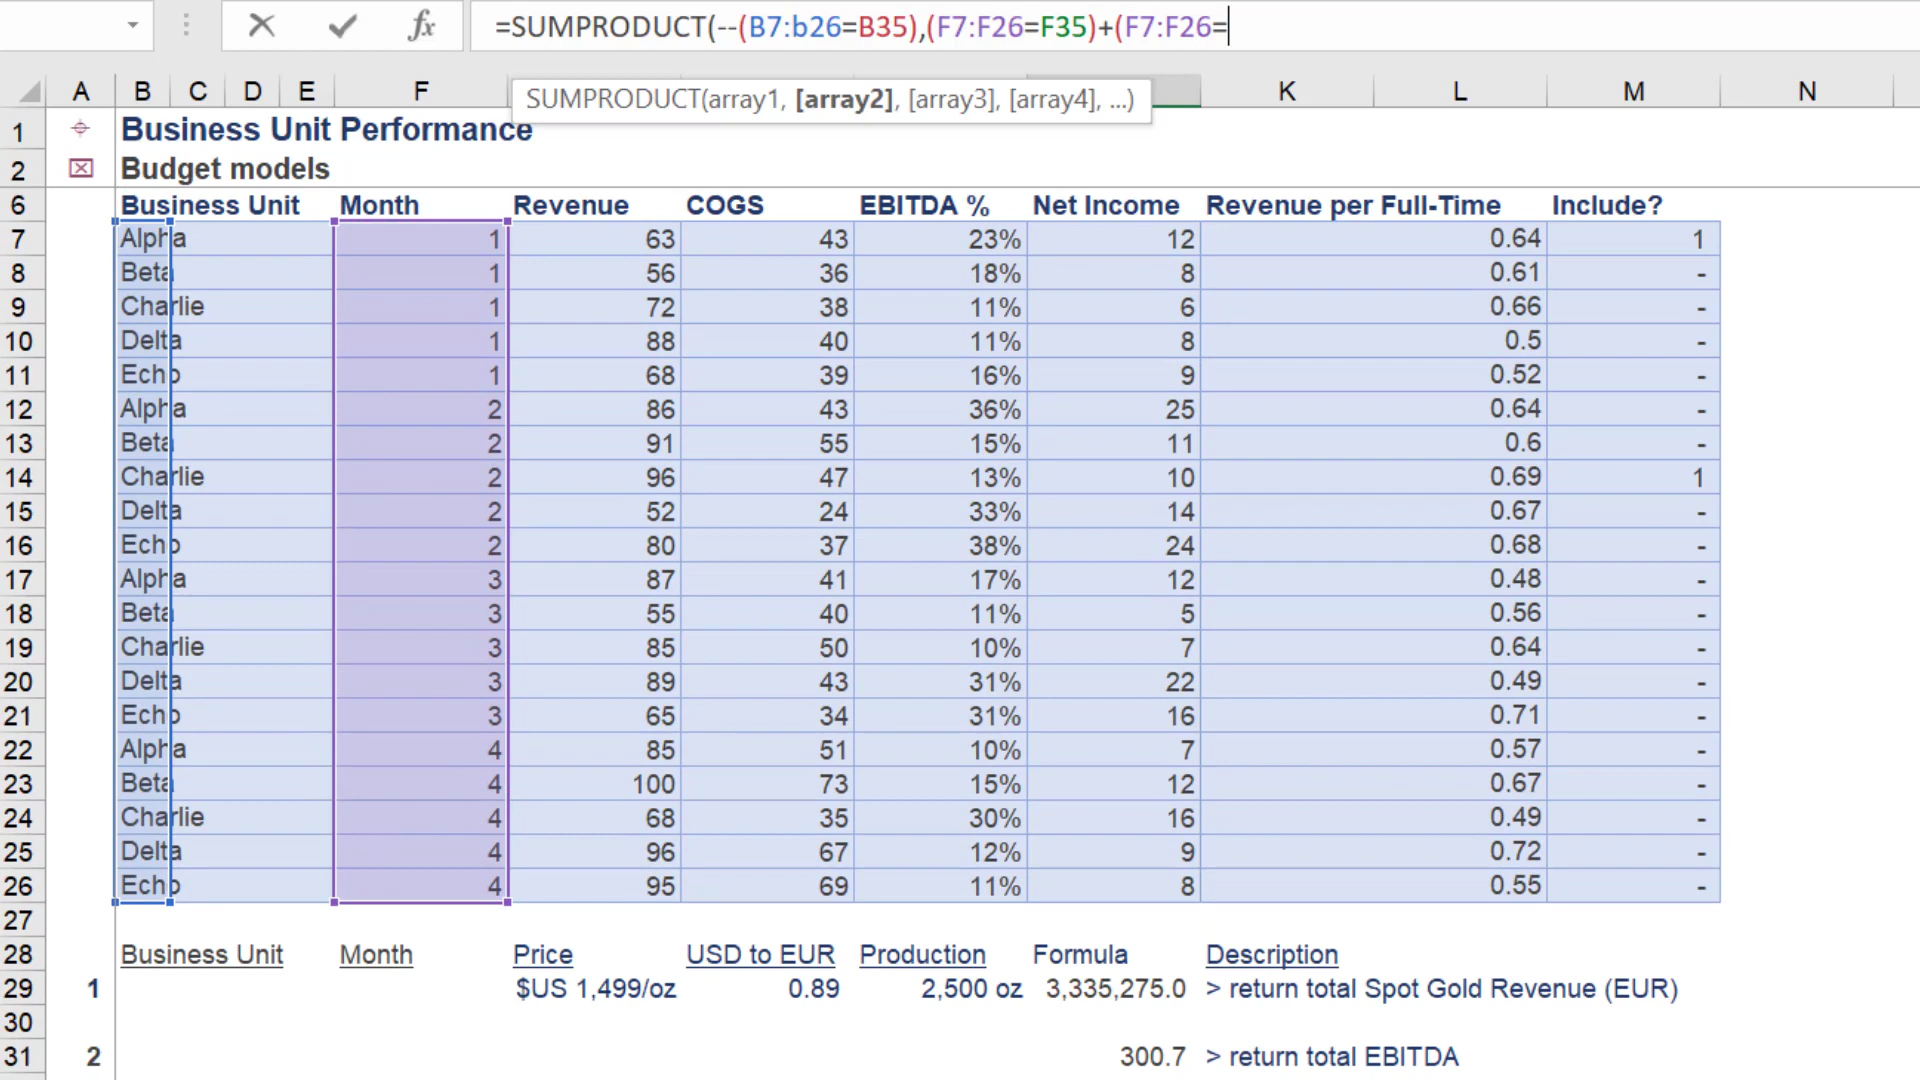 fx =SUMPRODUCT(--(B7:b26=B35),(F7:F26=F35)+(F7:F26=
A B C D E F K L M N
SUMPRODUCT(array1, [array2], [array3], [array4], ...)
1 Business Unit Performance
2 Budget models
6 Business Unit Month Revenue COGS EBITDA % Net Income Revenue per Full-Time Include?
7 Alpha 1 63 43 23% 12 0.64 1
8 Beta 1 56 36 18% 8 0.61 -
9 Charlie 1 72 38 11% 6 0.66 -
10 Delta 1 88 40 11% 8 0.5 -
11 Echo 1 68 39 16% 9 0.52 -
12 Alpha 2 86 43 36% 25 0.64 -
13 Beta 2 91 55 15% 11 0.6 -
14 Charlie 2 96 47 13% 10 0.69 1
15 Delta 2 52 24 33% 14 0.67 -
16 Echo 2 80 37 38% 24 0.68 -
17 Alpha 3 87 41 17% 12 0.48 -
18 Beta 3 55 40 11% 5 0.56 -
19 Charlie 3 85 50 10% 7 0.64 -
20 Delta 3 89 43 31% 22 0.49 -
21 Echo 3 65 34 31% 16 0.71 -
22 Alpha 4 85 51 10% 7 0.57 -
23 Beta 4 100 73 15% 12 0.67 -
24 Charlie 4 68 35 30% 16 0.49 -
25 Delta 4 96 67 12% 9 0.72 -
26 Echo 4 95 69 11% 8 0.55 -
27
28 Business Unit Month Price USD to EUR Production Formula Description
29 1 $US 1,499/oz 0.89 2,500 oz 3,335,275.0 > return total Spot Gold Revenue (EUR)
30
31 2 300.7 > return total EBITDA